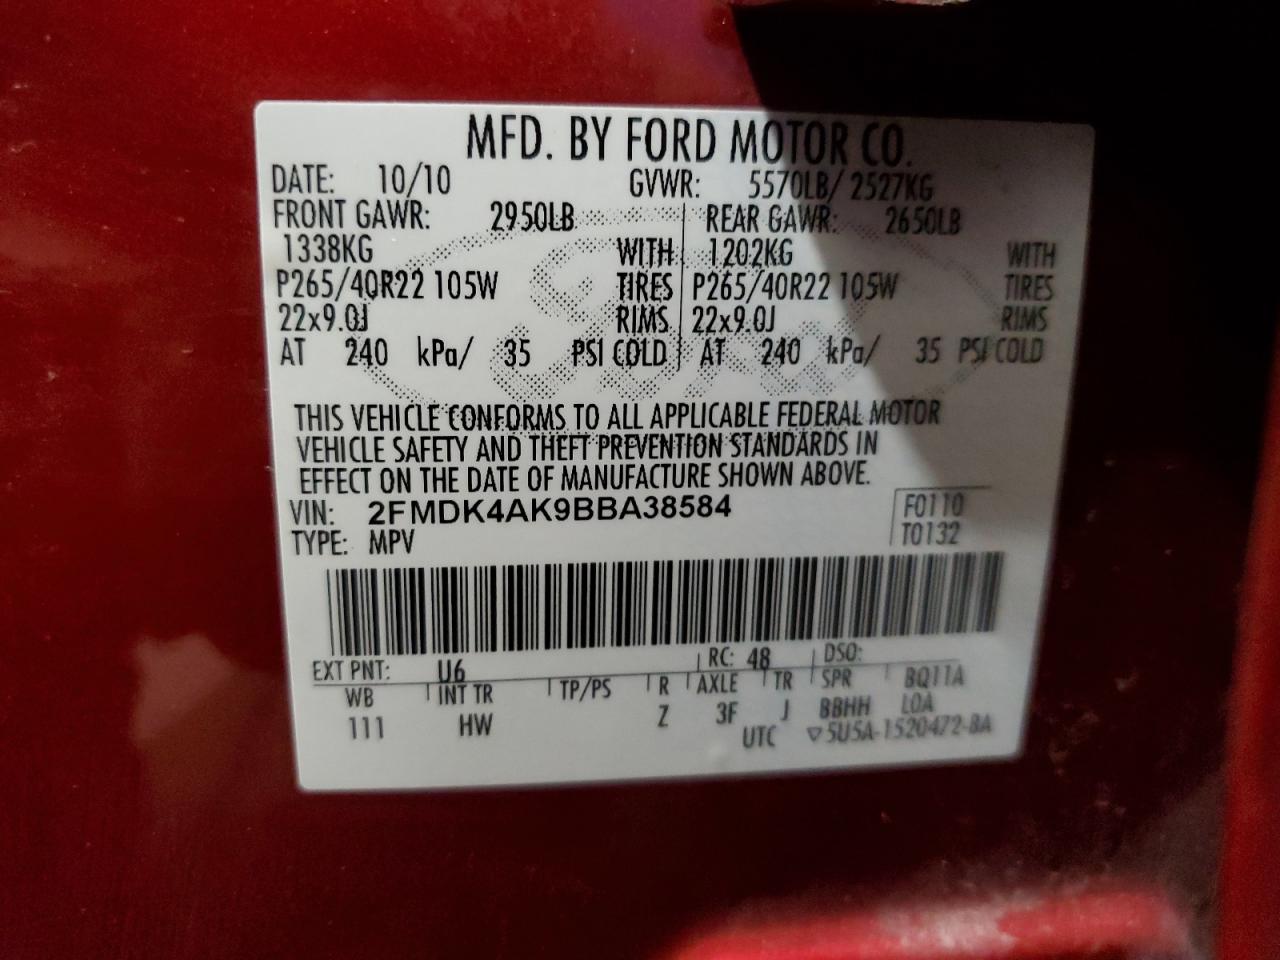 MFD. BY FORD MOTOR CO.
DATE: 10/10 GVWR: 5570LB/ 2527KG
FRONT GAWR: 2950LB REAR GAWR: 2650LB
1338KG WITH 1202KG WITH
P265/40R22 105W TIRES P265/40R22 105W TIRES
22x9.0J RIMS 22x9.0J RIMS
AT 240 kPa/ 35 PSI COLD AT 240 kPa/ 35 PSI COLD
THIS VEHICLE CONFORMS TO ALL APPLICABLE FEDERAL MOTOR
VEHICLE SAFETY AND THEFT PREVENTION STANDARDS IN
EFFECT ON THE DATE OF MANUFACTURE SHOWN ABOVE.
VIN: 2FMDK4AK9BBA38584 F0110
TYPE: MPV T0132
EXT PNT: U6 RC: 48 DSO:
WB INT TR TP/PS R AXLE TR SPR BQ11A
111 HW Z 3F J BBHH LOA
UTC ▽5U5A-1520472-BA